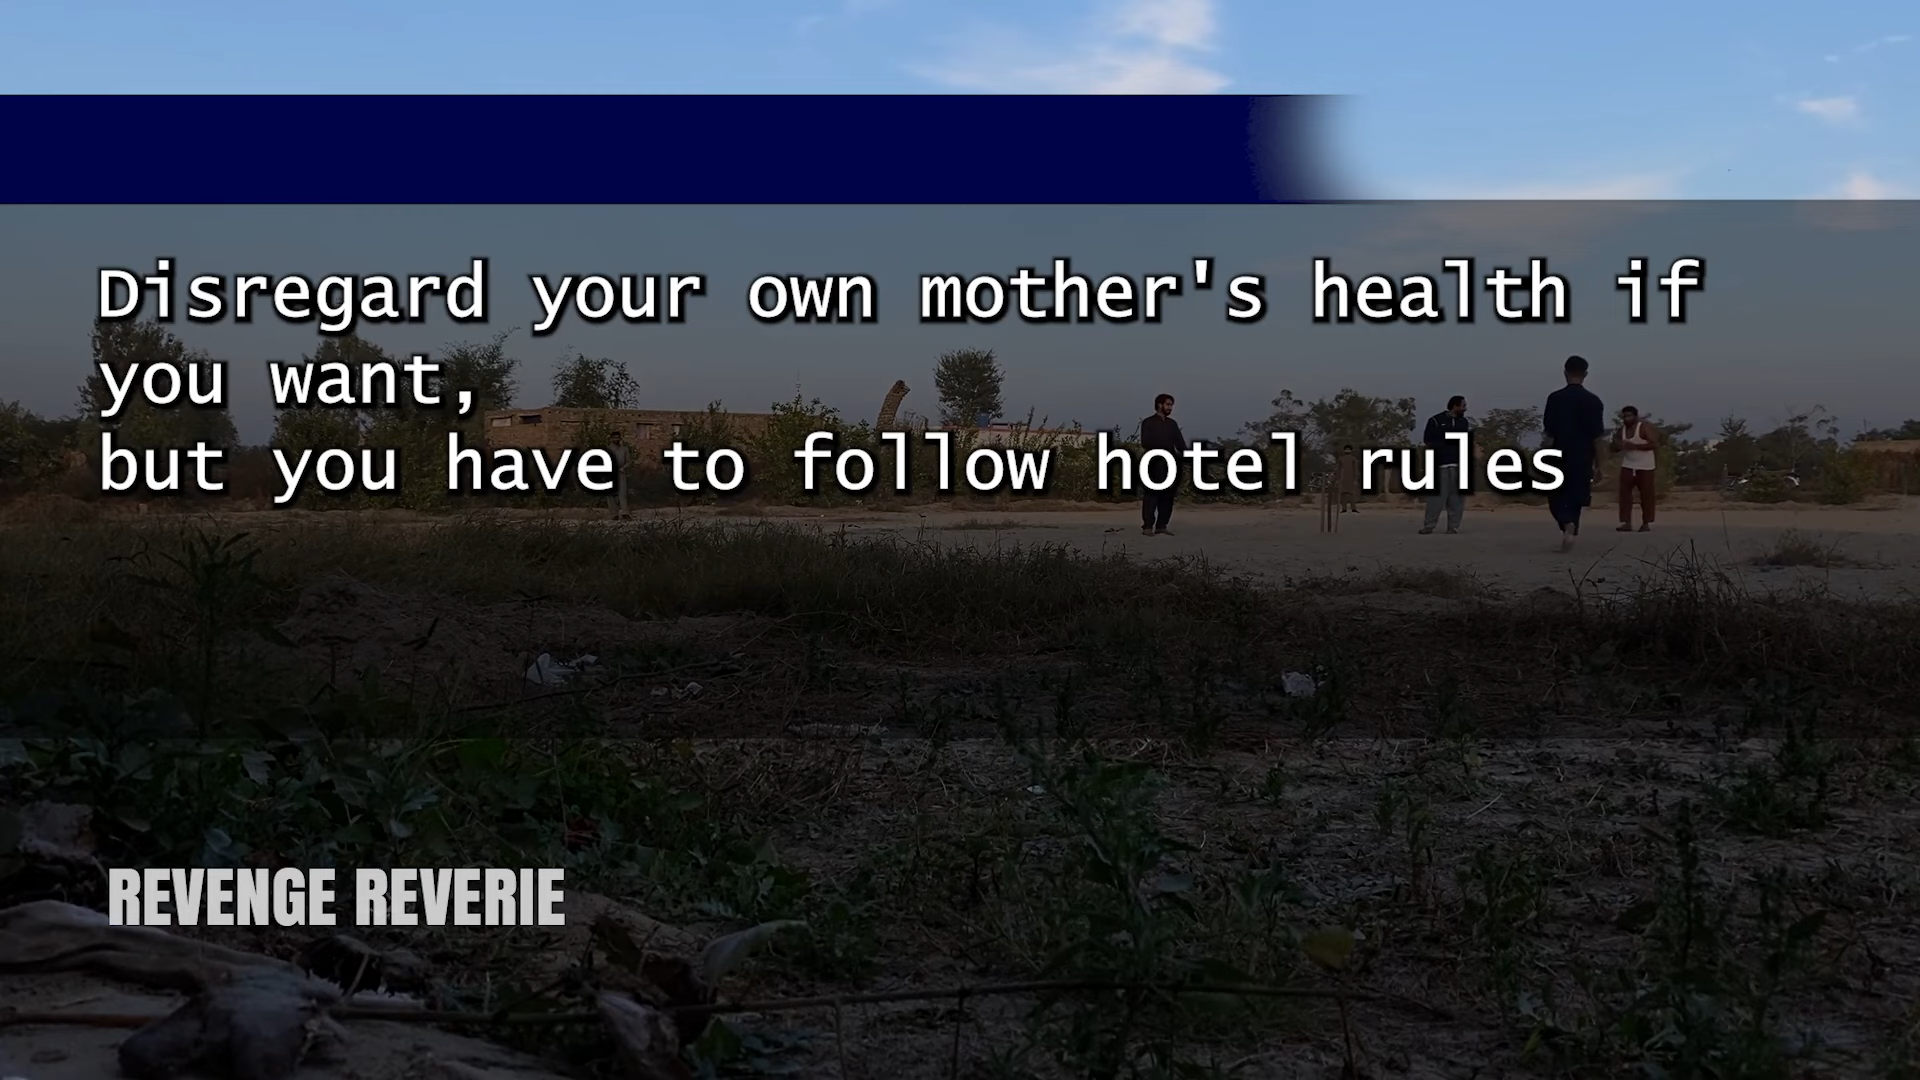 Disregard your own mother's health if
you want,
but you have to follow hotel rules
REVENGE REVERIE